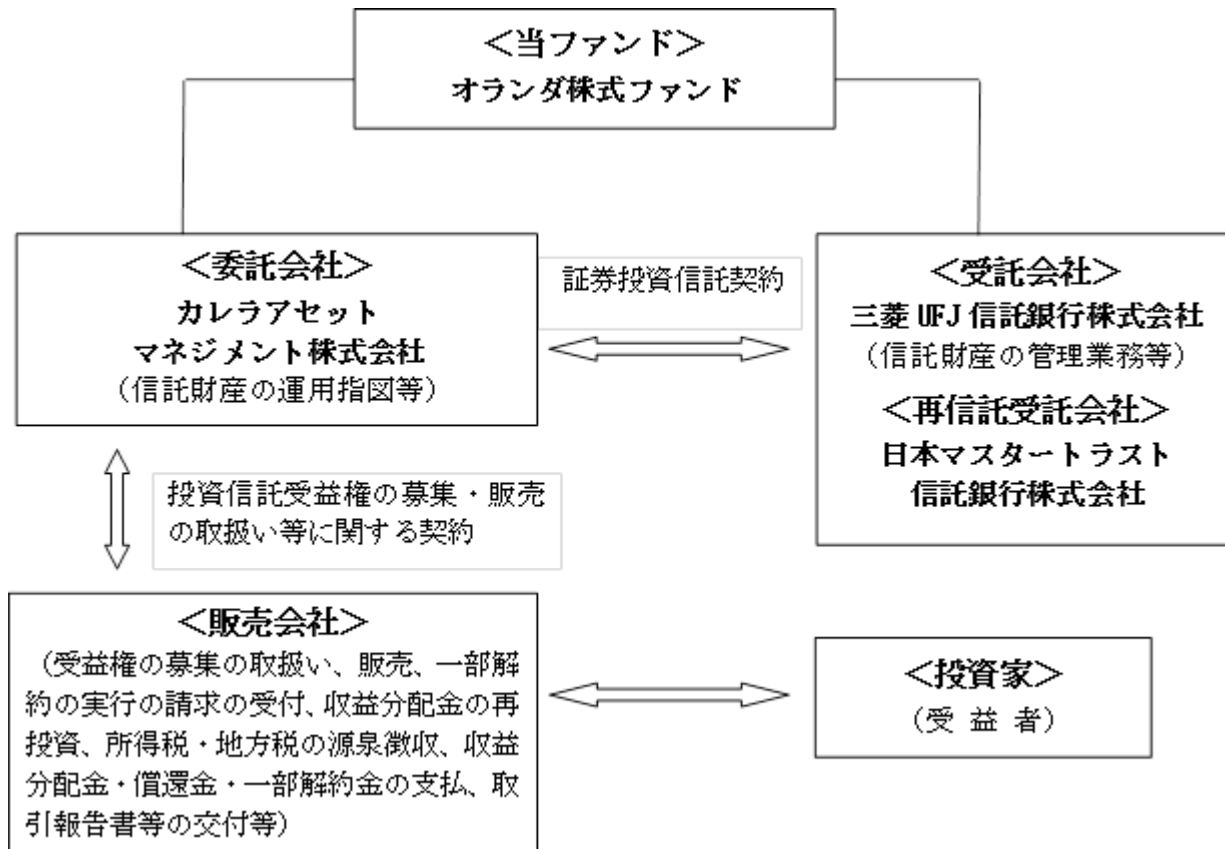 ＜当ファンド＞
オランダ株式ファンド
＜委託会社＞
カレラアセット
マネジメント株式会社
（信託財産の運用指図等）
証券投資信託契約
＜受託会社＞
三菱 UFJ 信託銀行株式会社
（信託財産の管理業務等）
＜再信託受託会社＞
日本マスタートラスト
信託銀行株式会社
投資信託受益権の募集・販売
の取扱い等に関する契約
＜販売会社＞
（受益権の募集の取扱い、販売、一部解
約の実行の請求の受付、収益分配金の再
投資、所得税・地方税の源泉徴収、収益
分配金・償還金・一部解約金の支払、取
引報告書等の交付等）
＜投資家＞
（受 益 者）